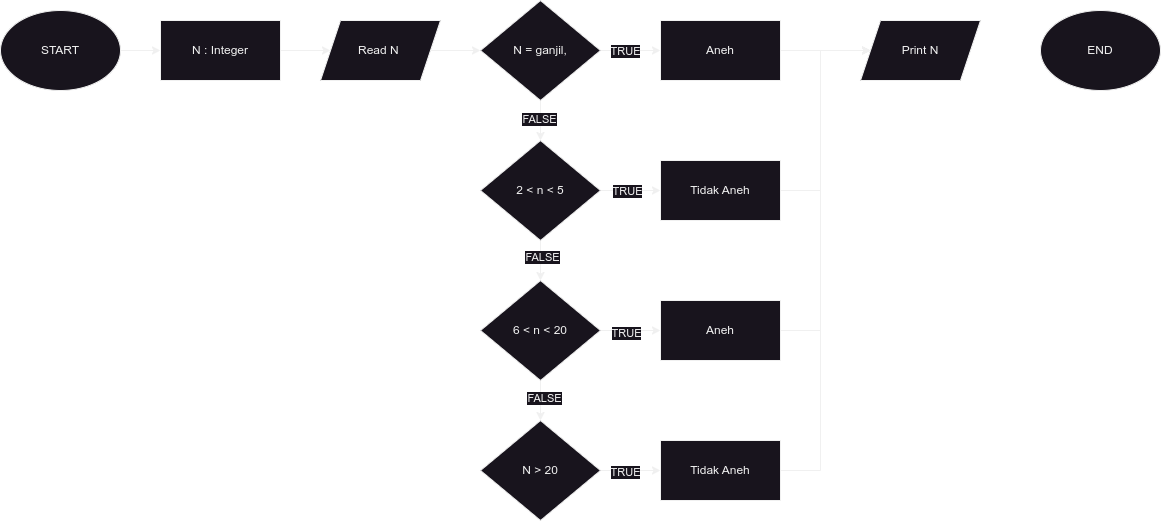 START
N : Integer
Read N
N = ganjil,
TRUE
Aneh
Print N
END
FALSE
2 < n < 5
TRUE
Tidak Aneh
FALSE
6 < n < 20
TRUE
Aneh
FALSE
N > 20
TRUE
Tidak Aneh